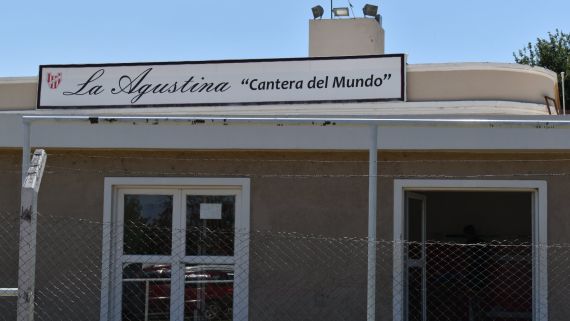 La Agustina "Cantera del Mundo"